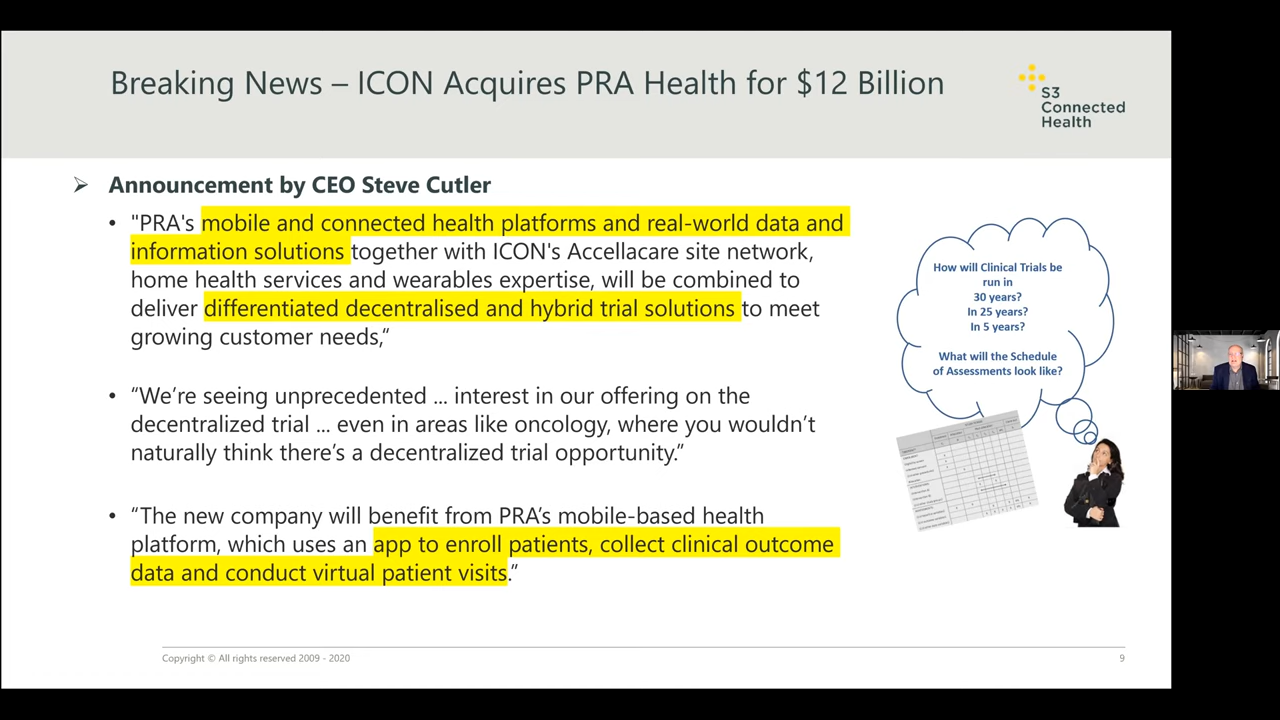 Breaking News – ICON Acquires PRA Health for $12 Billion
S3
Connected
Health
➢ Announcement by CEO Steve Cutler
• "PRA's mobile and connected health platforms and real-world data and
information solutions together with ICON's Accellacare site network,
home health services and wearables expertise, will be combined to
deliver differentiated decentralised and hybrid trial solutions to meet
growing customer needs,“
• “We’re seeing unprecedented ... interest in our offering on the
decentralized trial ... even in areas like oncology, where you wouldn’t
naturally think there’s a decentralized trial opportunity.”
• “The new company will benefit from PRA’s mobile-based health
platform, which uses an app to enroll patients, collect clinical outcome
data and conduct virtual patient visits.”
How will Clinical Trials be
run in
30 years?
In 25 years?
In 5 years?
What will the Schedule
of Assessments look like?
Copyright © All rights reserved 2009 - 2020
9